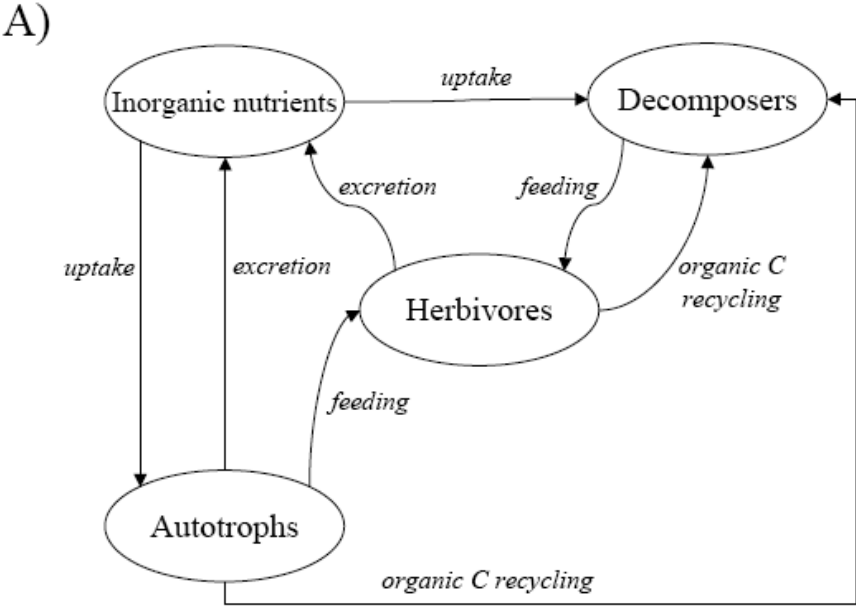 A)
uptake
Inorganic nutrients
Decomposers
excretion
feeding
uptake
excretion
organic C
recycling
Herbivores
feeding
Autotrophs
organic C recycling